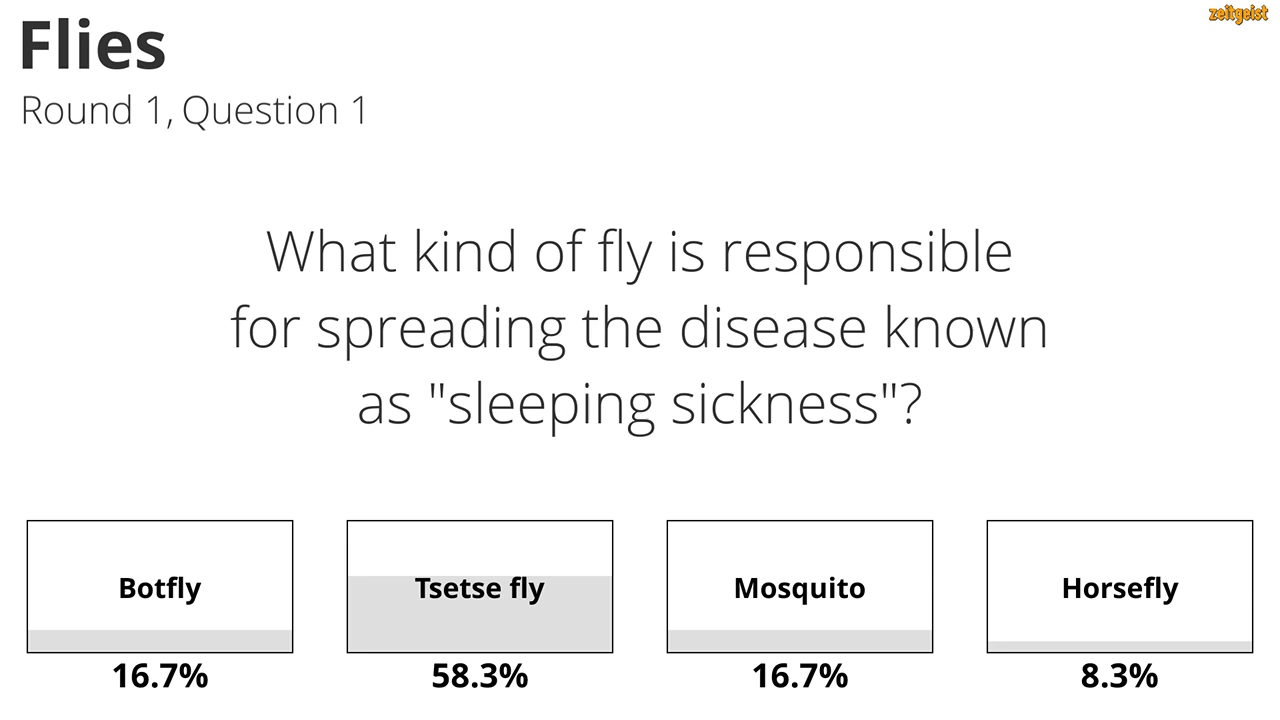 zeitgeist
Flies
Round 1, Question 1
What kind of fly is responsible
for spreading the disease known
as "sleeping sickness"?
Botfly
Tsetse fly
Mosquito
Horsefly
16.7%
58.3%
16.7%
8.3%